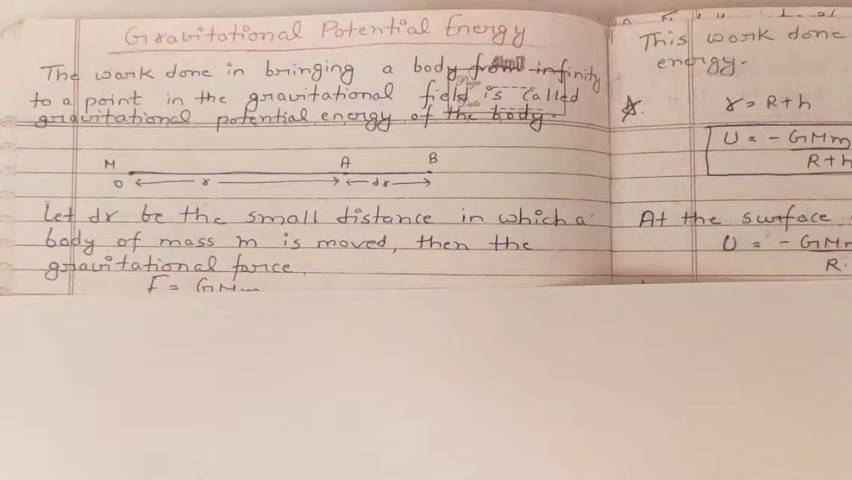 Gravitational Potential Energy
The work done in bringing a body from infinity
to a point in the gravitational field is called
gravitational potential energy of the body.
M A B
O r dr
Let dr be the small distance in which a
body of mass m is moved, then the
gravitational force,
F = GMm
This work done
energy.
r = R+h
U = - GMm
R+h
At the surface
U = - GMm
R.